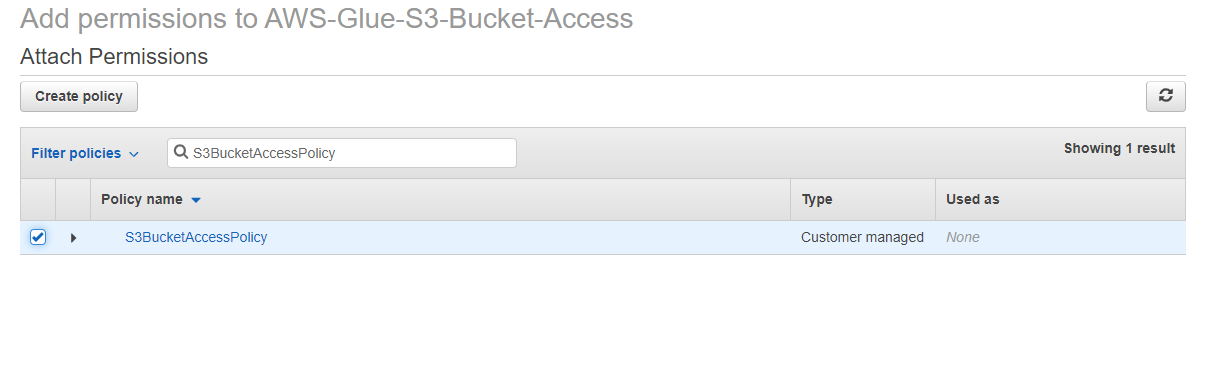 Add permissions to AWS-Glue-S3-Bucket-Access
Attach Permissions
Create policy
Filter policies
S3BucketAccessPolicy
Showing 1 result
Policy name
Type
Used as
S3BucketAccessPolicy
Customer managed
None